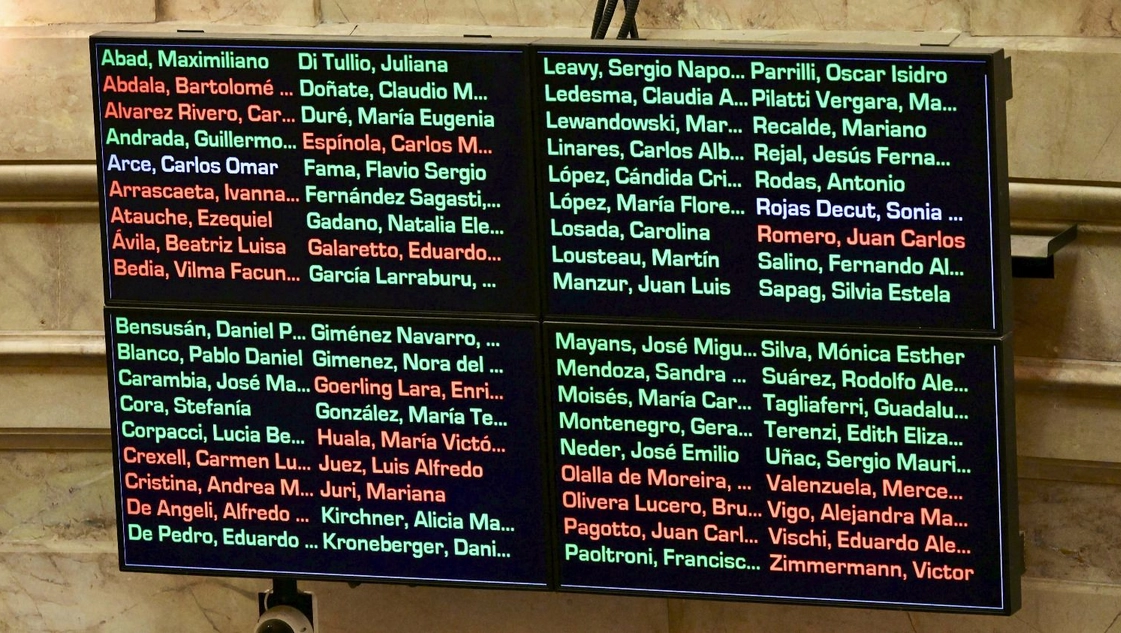 Abad, Maximiliano
Abdala, Bartolomé ...
Alvarez Rivero, Car...
Andrada, Guillermo...
Arce, Carlos Omar
Arrascaeta, Ivanna...
Atauche, Ezequiel
Ávila, Beatriz Luisa
Bedia, Vilma Facun...
Bensusán, Daniel P...
Blanco, Pablo Daniel
Carambia, José Ma...
Cora, Stefanía
Corpacci, Lucia Be...
Crexell, Carmen Lu...
Cristina, Andrea M...
De Angeli, Alfredo ...
De Pedro, Eduardo ...
Di Tullio, Juliana
Doñate, Claudio M...
Duré, María Eugenia
Espínola, Carlos M...
Fama, Flavio Sergio
Fernández Sagasti,...
Gadano, Natalia Ele...
Galaretto, Eduardo...
García Larraburu, ...
Giménez Navarro, ...
Gimenez, Nora del ...
Goerling Lara, Enri...
González, María Te...
Huala, María Victó...
Juez, Luis Alfredo
Juri, Mariana
Kirchner, Alicia Ma...
Kroneberger, Dani...
Leavy, Sergio Napo...
Ledesma, Claudia A...
Lewandowski, Mar...
Linares, Carlos Alb...
López, Cándida Cri...
López, María Flore...
Losada, Carolina
Lousteau, Martín
Manzur, Juan Luis
Mayans, José Migu...
Mendoza, Sandra ...
Moisés, María Car...
Montenegro, Gera...
Neder, José Emilio
Olalla de Moreira, ...
Olivera Lucero, Bru...
Pagotto, Juan Carl...
Paoltroni, Francisc...
Parrilli, Oscar Isidro
Pilatti Vergara, Ma...
Recalde, Mariano
Rejal, Jesús Ferna...
Rodas, Antonio
Rojas Decut, Sonia ...
Romero, Juan Carlos
Salino, Fernando Al...
Sapag, Silvia Estela
Silva, Mónica Esther
Suárez, Rodolfo Ale...
Tagliaferri, Guadalu...
Terenzi, Edith Eliza...
Uñac, Sergio Mauri...
Valenzuela, Merce...
Vigo, Alejandra Ma...
Vischi, Eduardo Ale...
Zimmermann, Victor